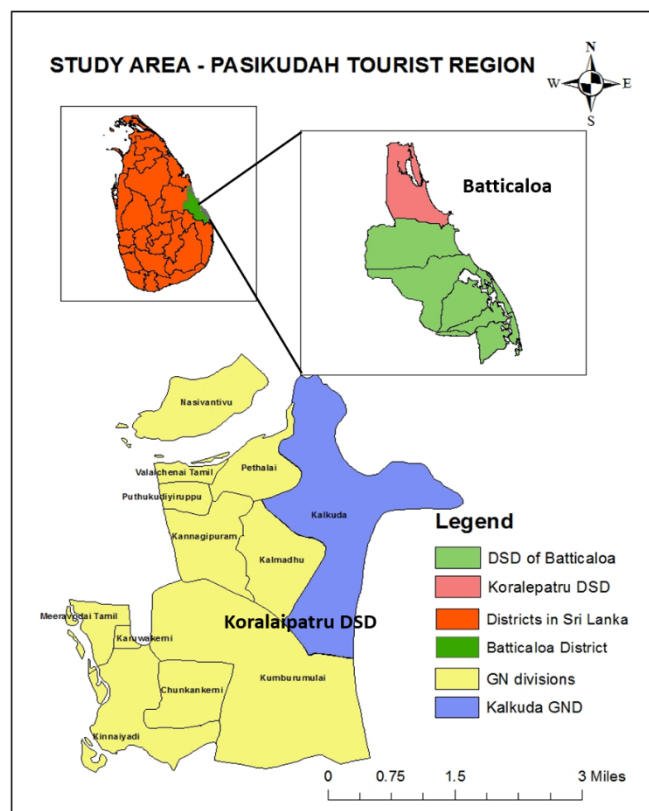 STUDY AREA - PASIKUDAH TOURIST REGION
N
W E
S
Batticaloa
Nasivantivu
Pethalai
Valaichenai Tamil
Puthukudiyiruppu
Kalkuda
Kannagipuram
Kalmadhu
Meeravodai Tamil
Koralaipatru DSD
Karuwakerni
Chunkankerni
Kumburumulai
Kinnaiyadi
Legend
DSD of Batticaloa
Koralepatru DSD
Districts in Sri Lanka
Batticaloa District
GN divisions
Kalkuda GND
0 0.75 1.5 3 Miles